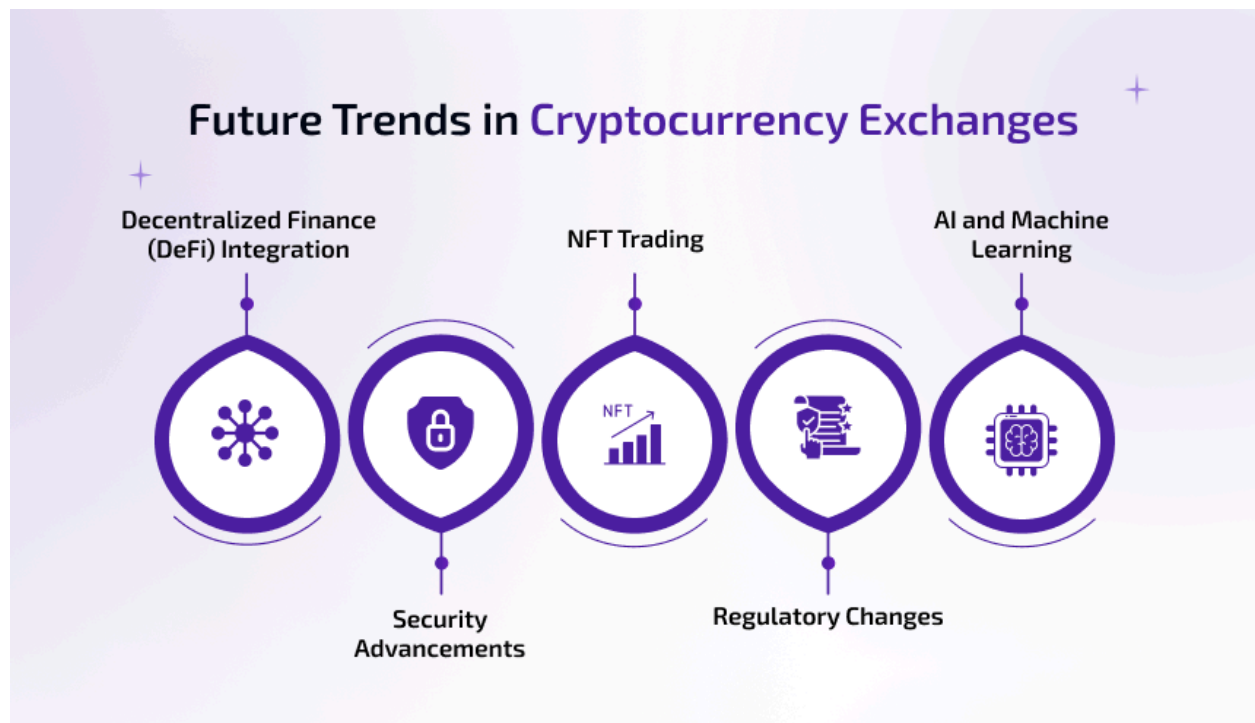 Future Trends in Cryptocurrency Exchanges
Decentralized Finance
(DeFi) Integration
NFT Trading
AI and Machine
Learning
NFT
Security
Advancements
Regulatory Changes